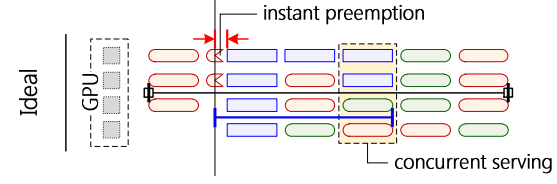 instant preemption
Ideal
GPU
concurrent serving